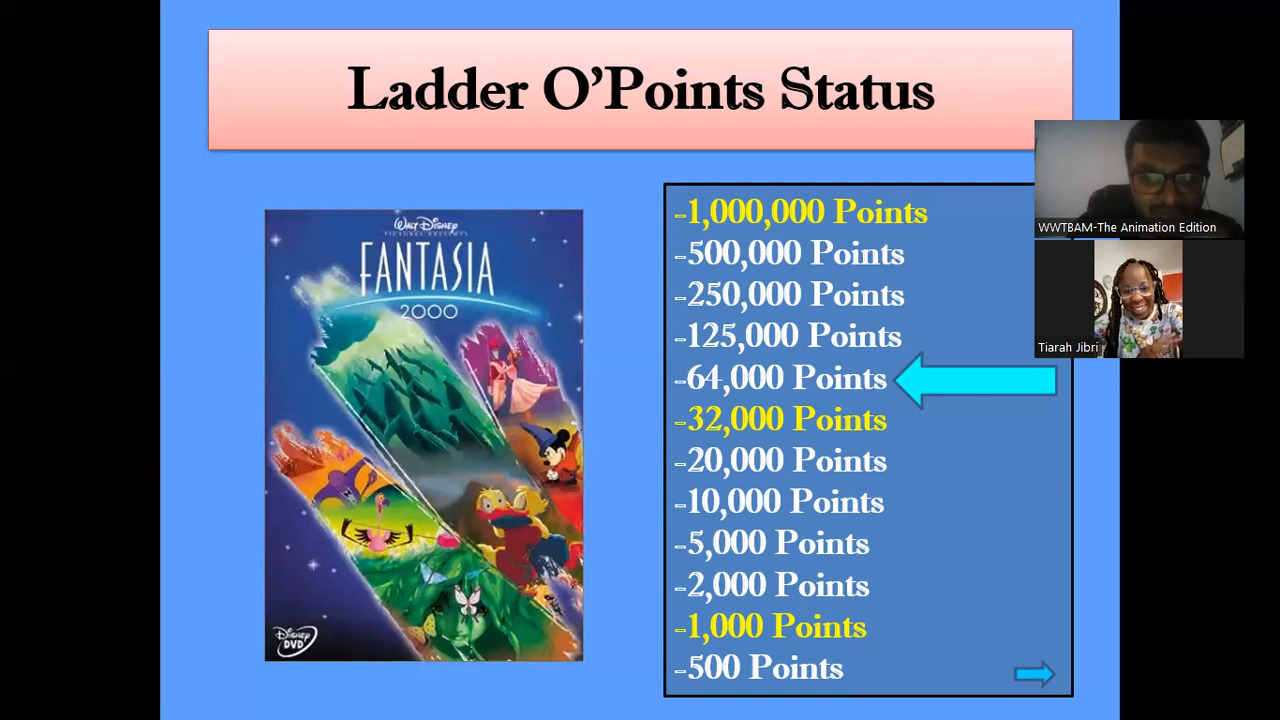 Ladder O'Points Status
WALT DISNEY
PICTURES PRESENTS
FANTASIA
2000
DISNEY
DVD
-1,000,000 Points
-500,000 Points
-250,000 Points
-125,000 Points
-64,000 Points
-32,000 Points
-20,000 Points
-10,000 Points
-5,000 Points
-2,000 Points
-1,000 Points
-500 Points
WWTBAM-The Animation Edition
Tiarah Jibri